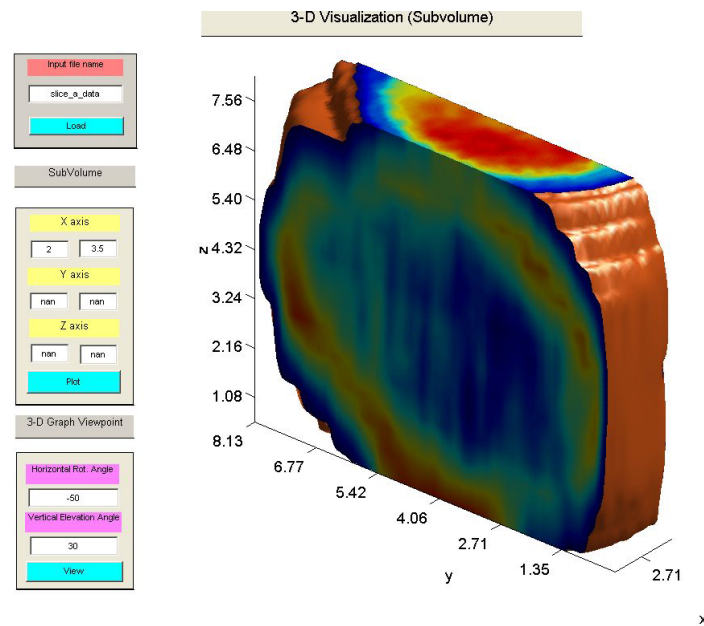 3-D Visualization (Subvolume)
Input file name
slice_a_data
Load
SubVolume
X axis
2 3.5
Y axis
nan nan
Z axis
nan nan
Plot
3-D Graph Viewpoint
Horizontal Rot. Angle
-50
Vertical Elevation Angle
30
View
7.56
6.48
5.40
z 4.32
3.24
2.16
1.08
8.13
6.77
5.42
4.06
2.71
1.35
y
2.71
x